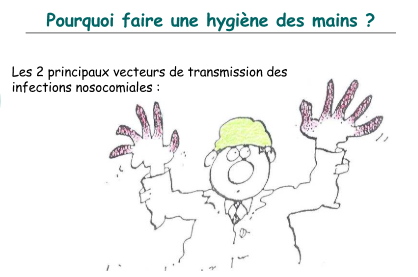 Pourquoi faire une hygiène des mains ?
Les 2 principaux vecteurs de transmission des
infections nosocomiales :